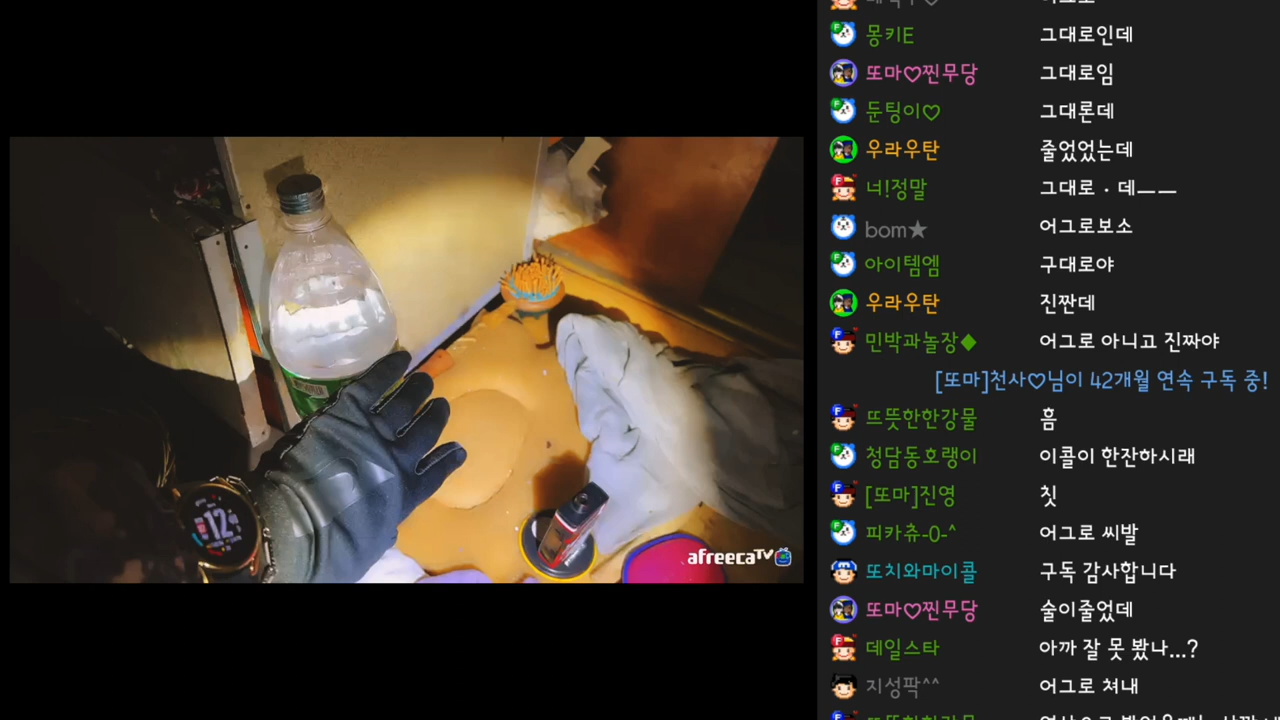 몽키E 그대로인데
또마♡찐무당 그대로임
둔팅이♡ 그대론데
우라우탄 줄었었는데
너!정말 그대로·데ㅡㅡ
bom★ 어그로보소
아이템엠 구대로야
우라우탄 진짠데
민박과놀장◆ 어그로 아니고 진짜야
[또마]천사♡님이 42개월 연속 구독 중!
뜨뜻한한강물 흠
청담동호랭이 이콜이 한잔하시래
[또마]진영 칫
피카츄-0-^ 어그로 씨발
또치와마이콜 구독 감사합니다
또마♡찐무당 술이줄었데
데일스타 아까 잘 못 봤나...?
지성팍^^ 어그로 쳐내
12
afreecaTV